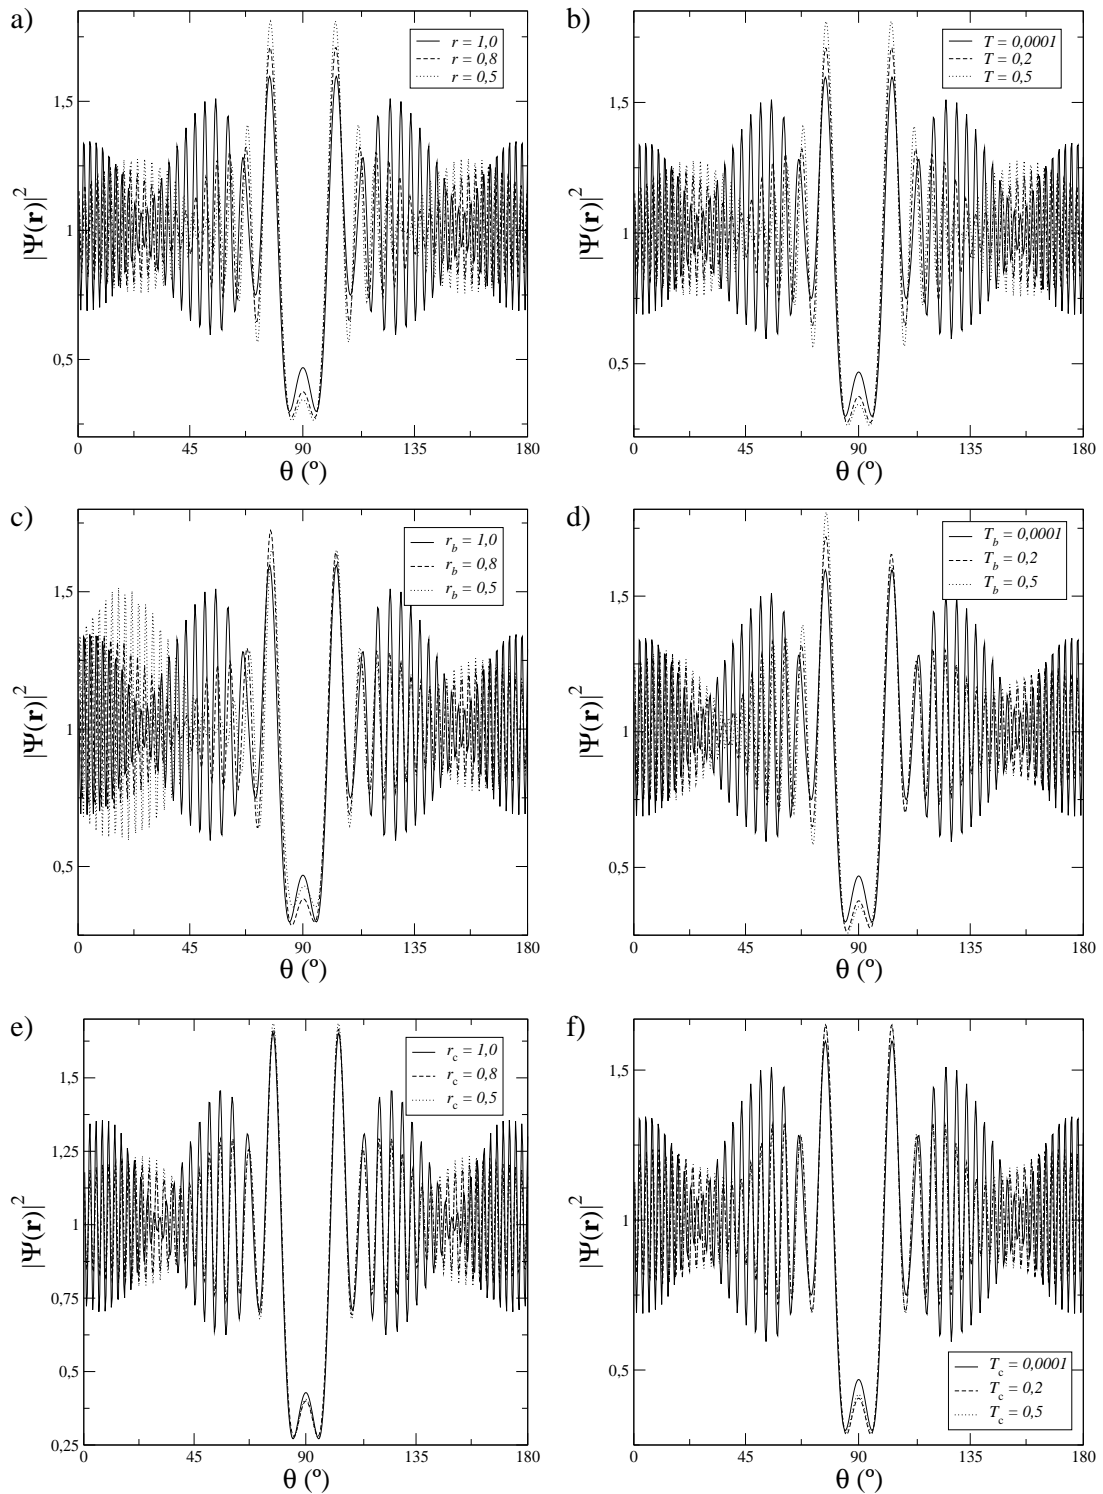 a)
r = 1,0
r = 0,8
r = 0,5
1,5
1
0,5
|Ψ(r)|²
0 45 90 135 180
θ (º)
b)
T = 0,0001
T = 0,2
T = 0,5
1,5
1
0,5
|Ψ(r)|²
0 45 90 135 180
θ (º)
c)
r_b = 1,0
r_b = 0,8
r_b = 0,5
1,5
1
0,5
|Ψ(r)|²
0 45 90 135 180
θ (º)
d)
T_b = 0,0001
T_b = 0,2
T_b = 0,5
1,5
1
0,5
|Ψ(r)|²
0 45 90 135 180
θ (º)
e)
r_c = 1,0
r_c = 0,8
r_c = 0,5
1,5
1,25
1
0,75
0,5
0,25
|Ψ(r)|²
0 45 90 135 180
θ (º)
f)
1,5
1
0,5
|Ψ(r)|²
T_c = 0,0001
T_c = 0,2
T_c = 0,5
0 45 90 135 180
θ (º)